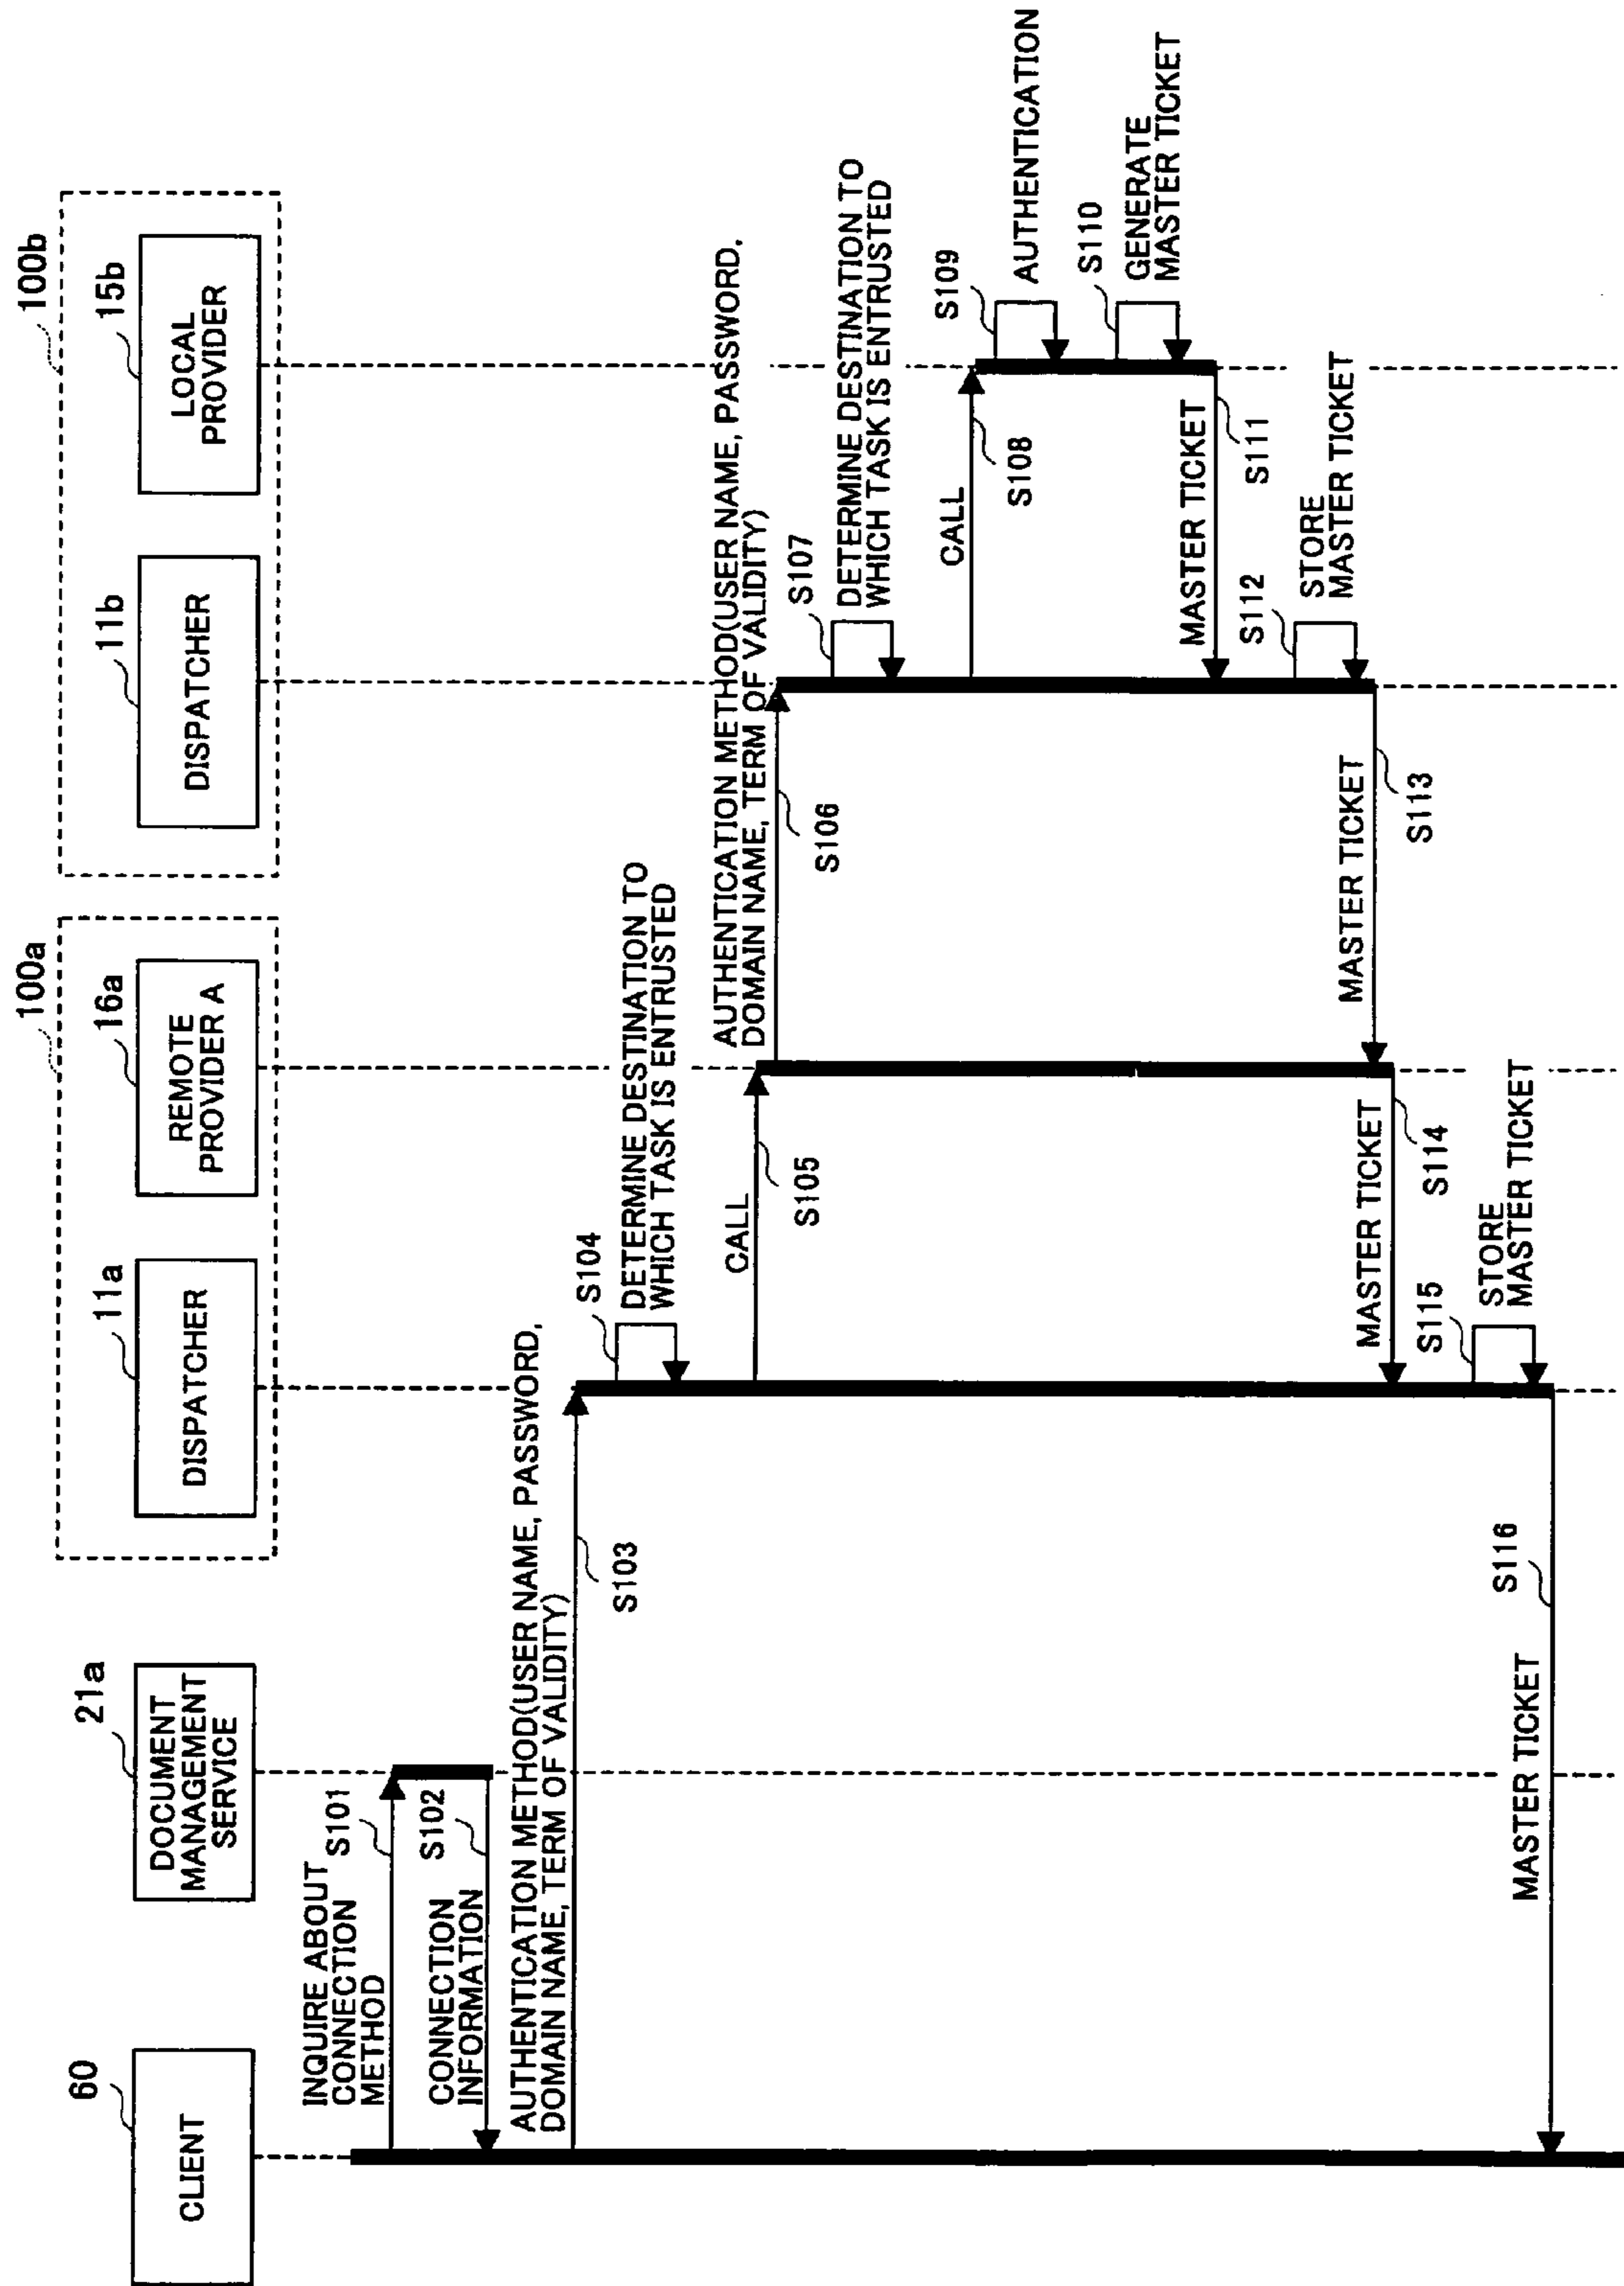 60
CLIENT
21a
DOCUMENT
MANAGEMENT
SERVICE
100a
11a
DISPATCHER
16a
REMOTE
PROVIDER A
100b
11b
DISPATCHER
15b
LOCAL
PROVIDER
INQUIRE ABOUT
CONNECTION
METHOD
S101
CONNECTION
INFORMATION
S102
AUTHENTICATION METHOD(USER NAME, PASSWORD,
DOMAIN NAME, TERM OF VALIDITY)
S103
S104
DETERMINE DESTINATION TO
WHICH TASK IS ENTRUSTED
CALL
S105
AUTHENTICATION METHOD(USER NAME, PASSWORD,
DOMAIN NAME, TERM OF VALIDITY)
S106
S107
DETERMINE DESTINATION TO
WHICH TASK IS ENTRUSTED
CALL
S108
S109
AUTHENTICATION
S110
GENERATE
MASTER TICKET
MASTER TICKET
S111
S112
STORE
MASTER TICKET
MASTER TICKET
S113
MASTER TICKET
S114
S115
STORE
MASTER TICKET
MASTER TICKET
S116